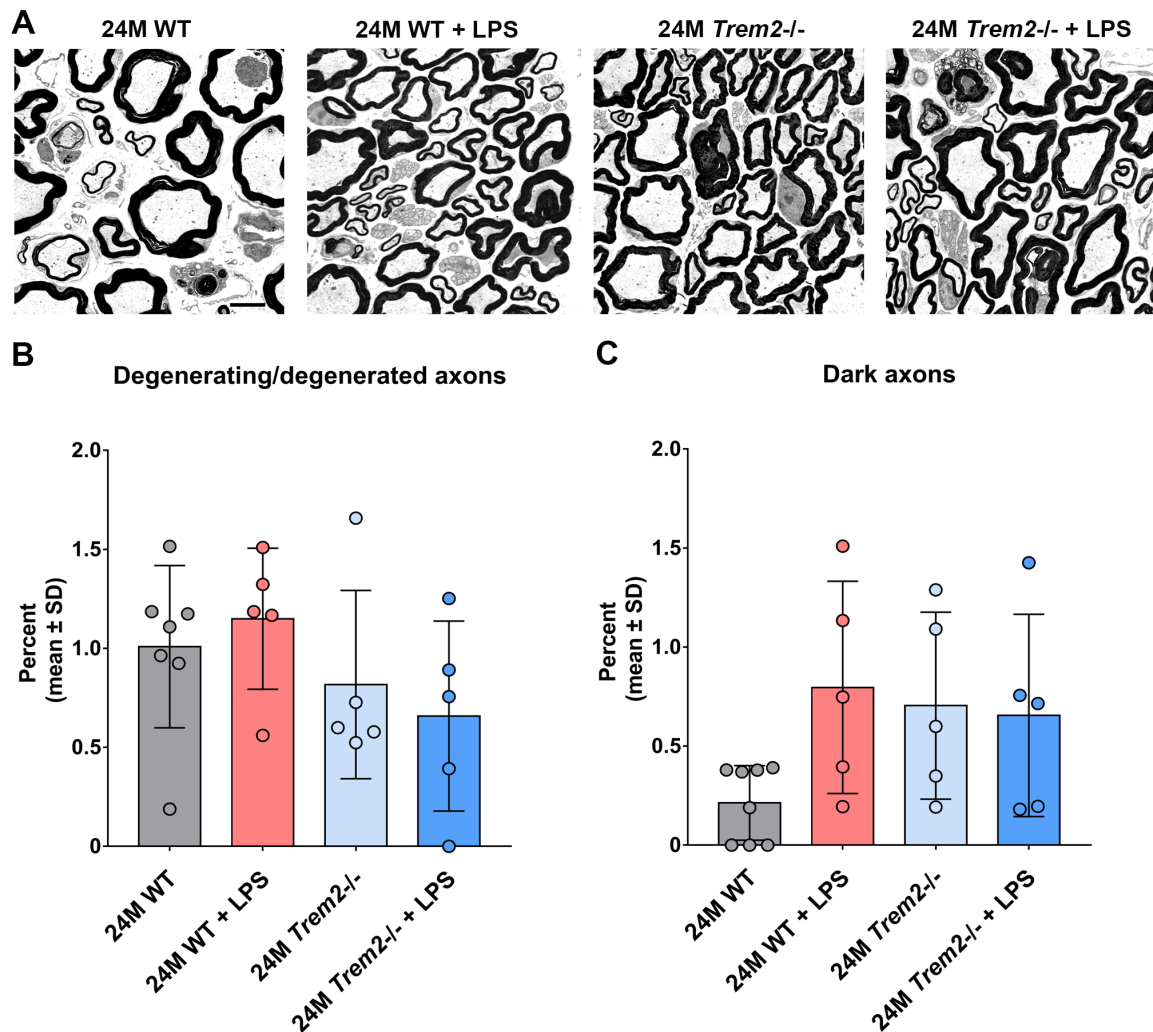 A
24M WT
24M WT + LPS
24M Trem2-/-
24M Trem2-/- + LPS
B
Degenerating/degenerated axons
Percent
(mean ± SD)
2.0
1.5
1.0
0.5
0
24M WT
24M WT + LPS
24M Trem2-/-
24M Trem2-/- + LPS
C
Dark axons
Percent
(mean ± SD)
2.0
1.5
1.0
0.5
0
24M WT
24M WT + LPS
24M Trem2-/-
24M Trem2-/- + LPS